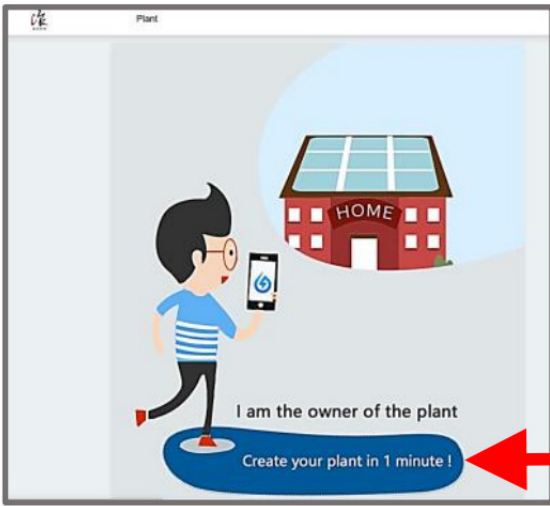 Plant
HOME
I am the owner of the plant
Create your plant in 1 minute !